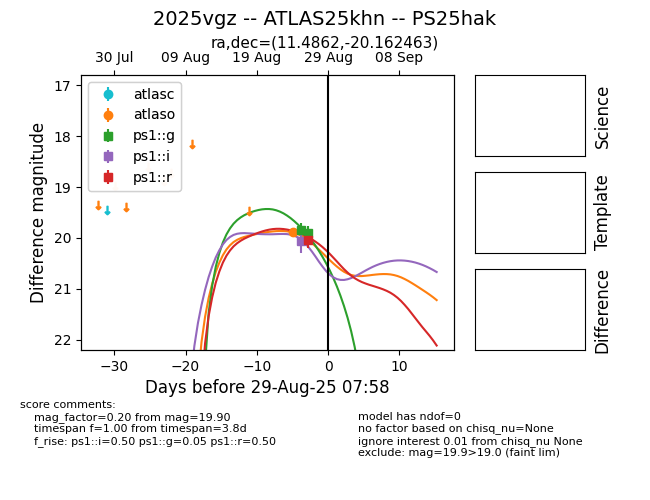 2025vgz -- ATLAS25khn -- PS25hak
ra,dec=(11.4862,-20.162463)
30 Jul 09 Aug 19 Aug 29 Aug 08 Sep
17
18
19
20
21
22
Difference magnitude
atlasc
atlaso
ps1::g
ps1::i
ps1::r
−30 −20 −10 0 10
Days before 29-Aug-25 07:58
Science
Template
Difference
score comments:
mag_factor=0.20 from mag=19.90
timespan f=1.00 from timespan=3.8d
f_rise: ps1::i=0.50 ps1::g=0.05 ps1::r=0.50
model has ndof=0
no factor based on chisq_nu=None
ignore interest 0.01 from chisq_nu None
exclude: mag=19.9>19.0 (faint lim)